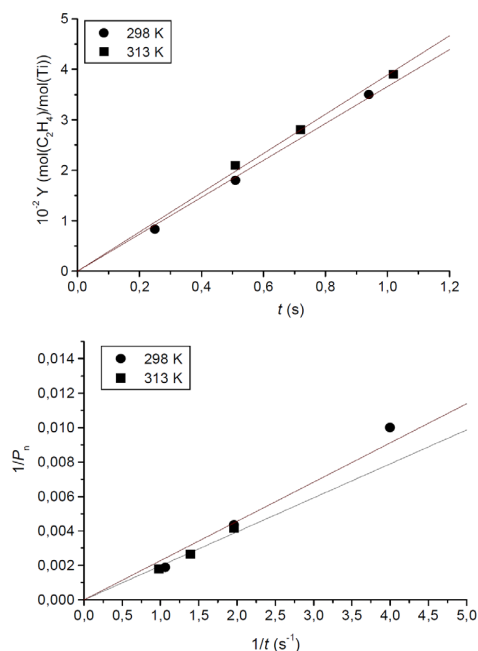 5
4
3
2
1
0
10⁻² Y (mol(C₂H₄)/mol(Ti))
298 K
313 K
0,0 0,2 0,4 0,6 0,8 1,0 1,2
t (s)
0,014
0,012
0,010
0,008
0,006
0,004
0,002
0,000
1/Pₙ
298 K
313 K
0,0 0,5 1,0 1,5 2,0 2,5 3,0 3,5 4,0 4,5 5,0
1/t (s⁻¹)